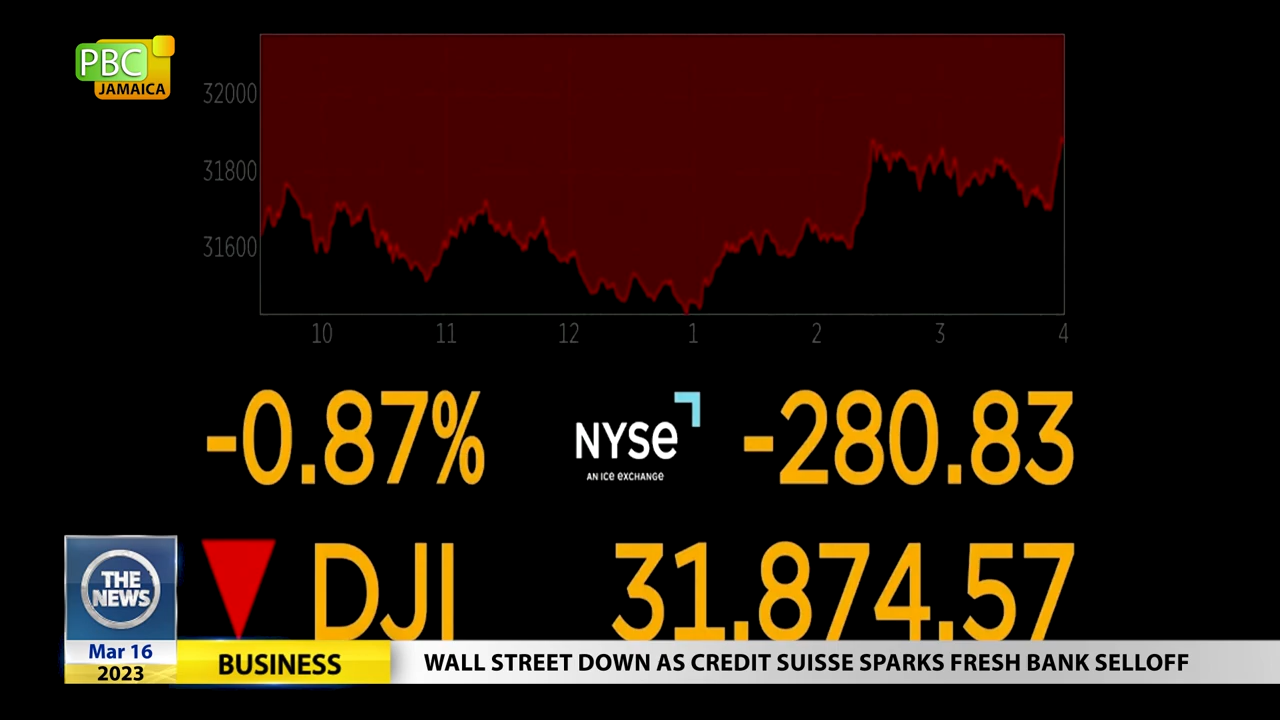 PBC
JAMAICA
32000
31800
31600
10 11 12 1 2 3 4
-0.87% NYSE -280.83
AN ICE EXCHANGE
DJI 31,874.57
THE
NEWS
Mar 16
2023
BUSINESS
WALL STREET DOWN AS CREDIT SUISSE SPARKS FRESH BANK SELLOFF